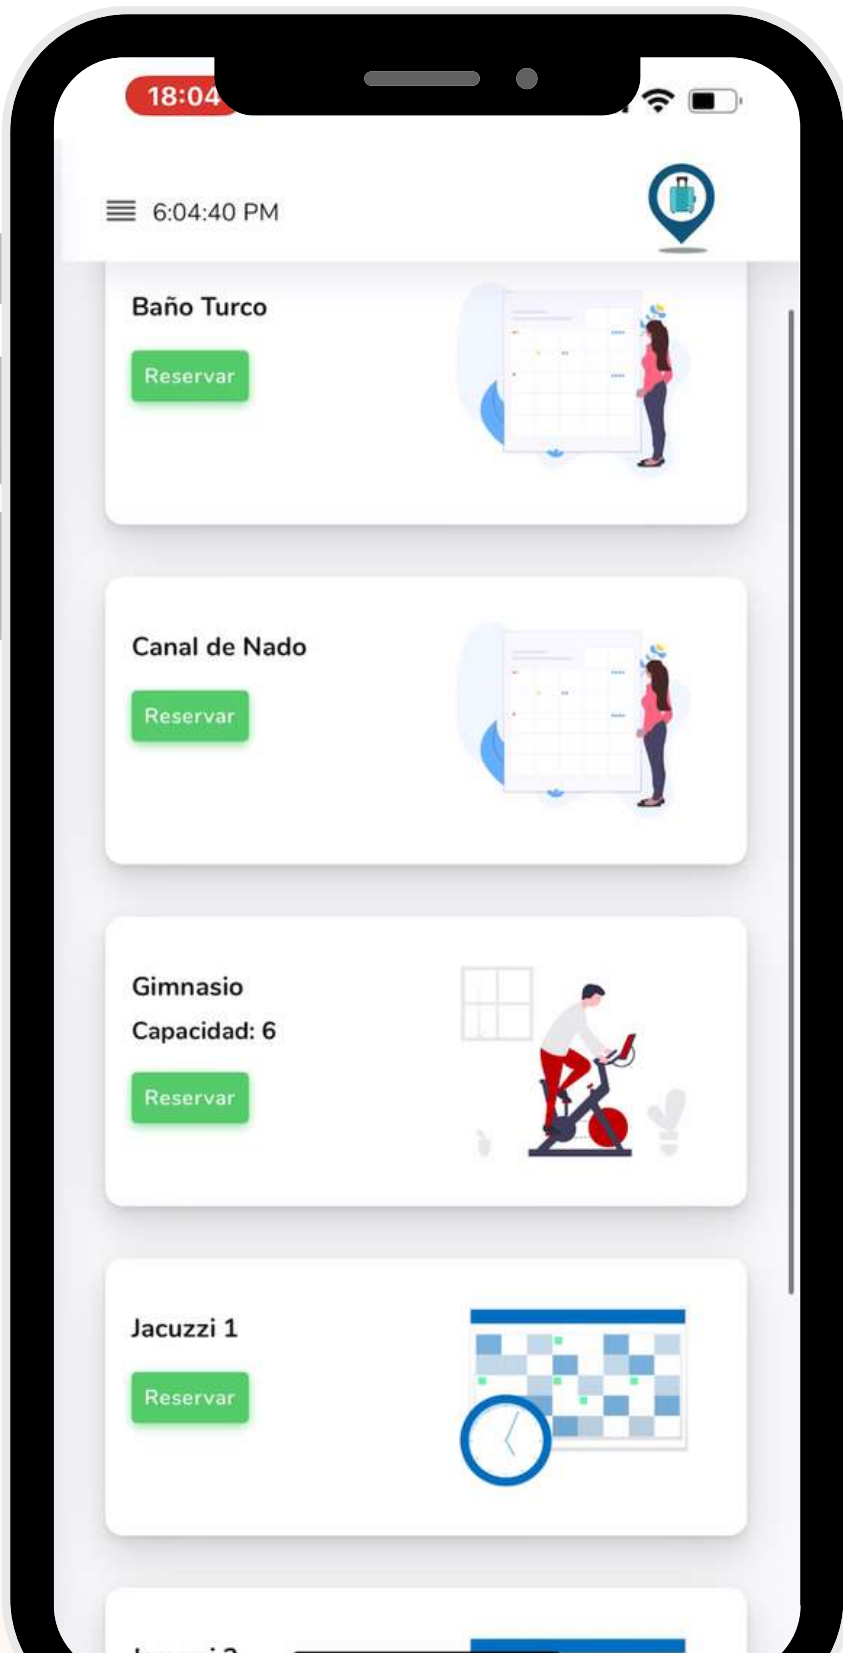 18:04
6:04:40 PM
Baño Turco
Reservar
Canal de Nado
Reservar
Gimnasio
Capacidad: 6
Reservar
Jacuzzi 1
Reservar